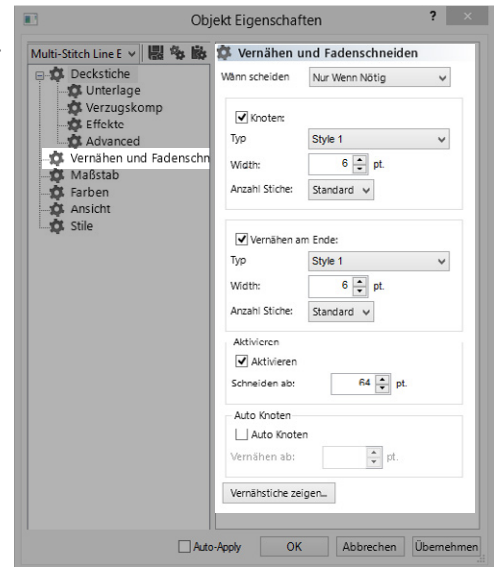 Objekt Eigenschaften
?
Multi-Stitch Line E
Deckstiche
Unterlage
Verzugskomp
Effekte
Advanced
Vernähen und Fadenschn
Maßstab
Farben
Ansicht
Stile
Vernähen und Fadenschneiden
Wann scheiden Nur Wenn Nötig
Knoten:
Typ Style 1
Width: 6 pt.
Anzahl Stiche: Standard
Vernähen am Ende:
Typ Style 1
Width: 6 pt.
Anzahl Stiche: Standard
Aktivieren
Aktivieren
Schneiden ab: 64 pt.
Auto Knoten
Auto Knoten
Vernähen ab: pt.
Vernähstiche zeigen...
Auto-Apply OK Abbrechen Übernehmen